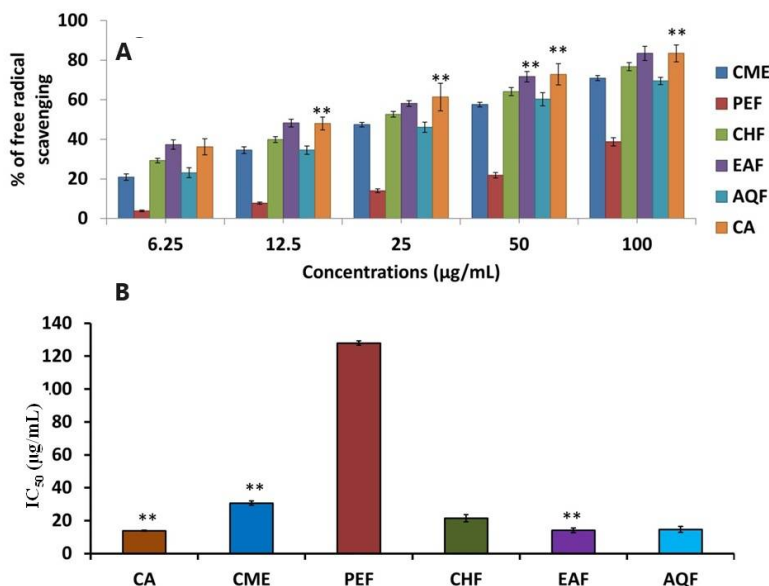 A
100
80
60
40
20
0
% of free radical
scavenging
** ** ** ** **
6.25 12.5 25 50 100
Concentrations (µg/mL)
CME
PEF
CHF
EAF
AQF
CA
B
140
120
100
80
60
40
20
0
IC50 (µg/mL)
** ** **
CA CME PEF CHF EAF AQF